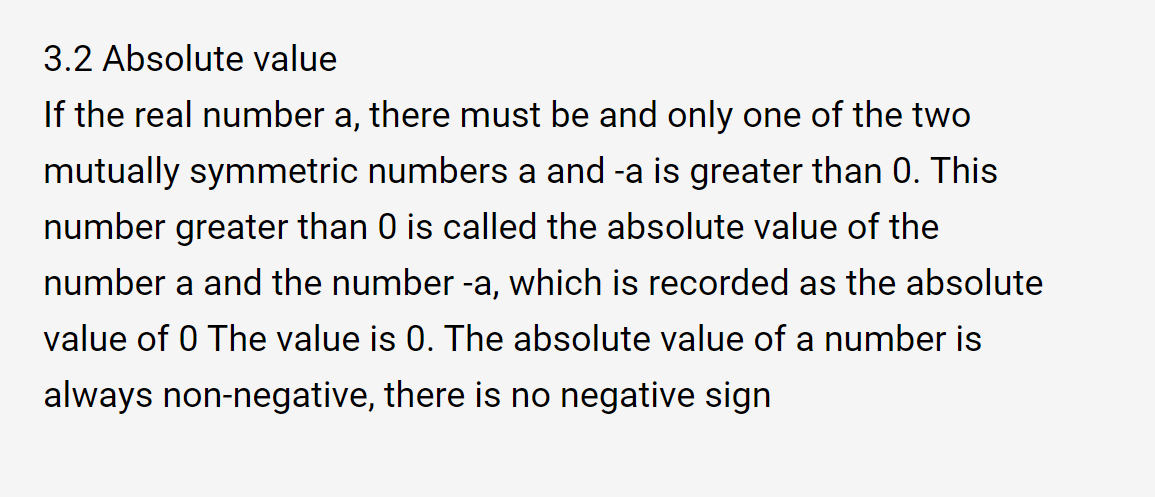 3.2 Absolute value
If the real number a, there must be and only one of the two
mutually symmetric numbers a and -a is greater than 0. This
number greater than 0 is called the absolute value of the
number a and the number -a, which is recorded as the absolute
value of 0 The value is 0. The absolute value of a number is
always non-negative, there is no negative sign